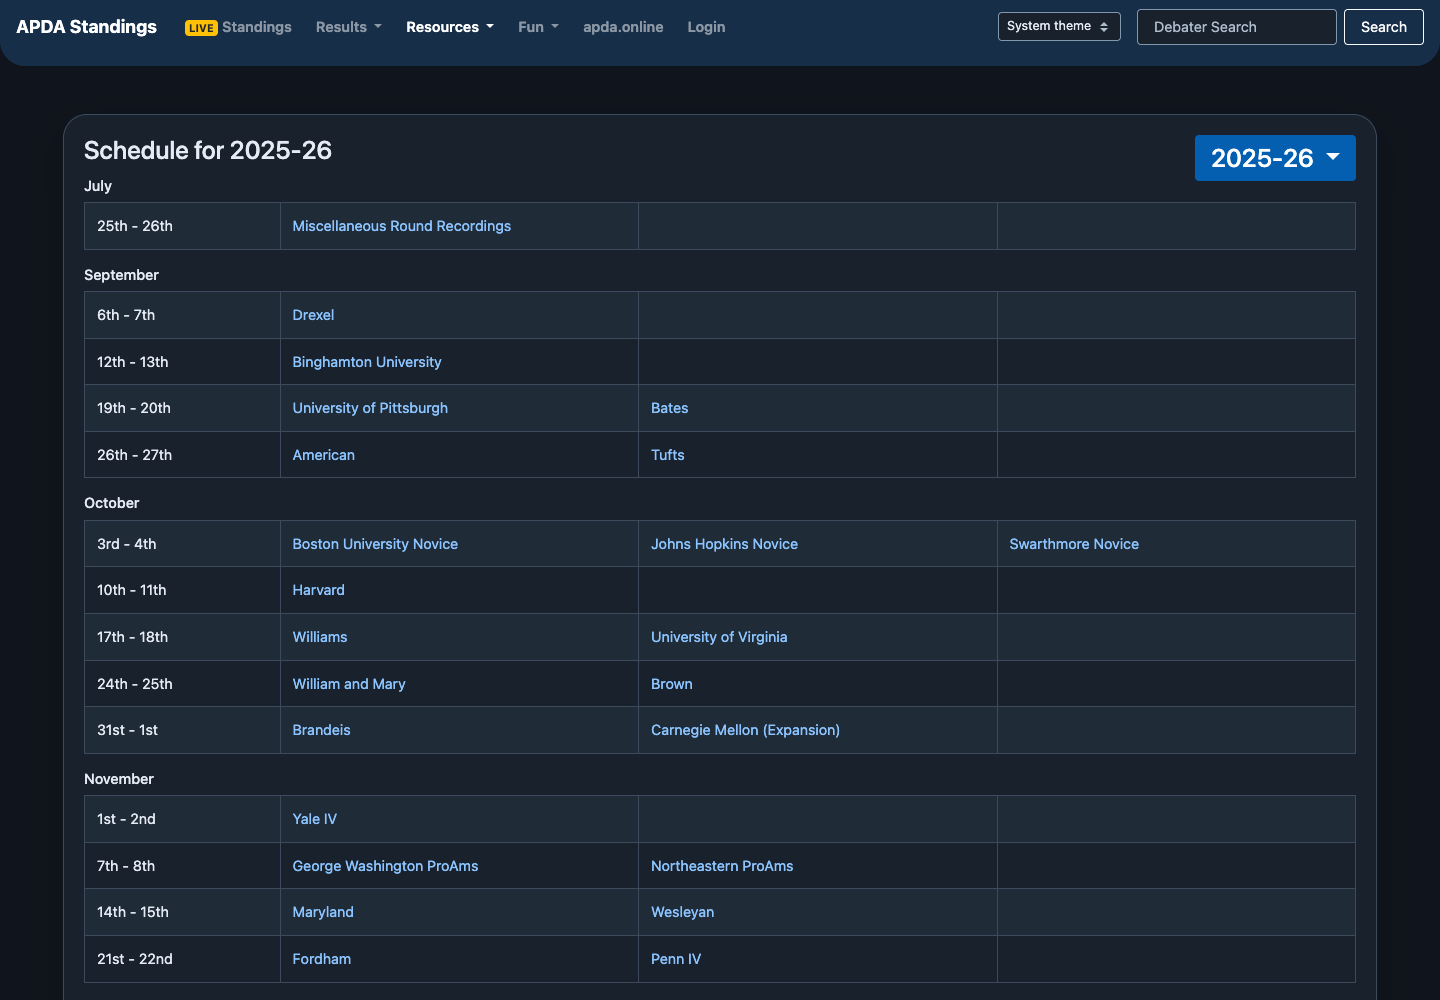 APDA Standings LIVE Standings Results Resources Fun apda.online Login System theme Debater Search Search
Schedule for 2025-26 2025-26
July
25th - 26th Miscellaneous Round Recordings
September
6th - 7th Drexel
12th - 13th Binghamton University
19th - 20th University of Pittsburgh Bates
26th - 27th American Tufts
October
3rd - 4th Boston University Novice Johns Hopkins Novice Swarthmore Novice
10th - 11th Harvard
17th - 18th Williams University of Virginia
24th - 25th William and Mary Brown
31st - 1st Brandeis Carnegie Mellon (Expansion)
November
1st - 2nd Yale IV
7th - 8th George Washington ProAms Northeastern ProAms
14th - 15th Maryland Wesleyan
21st - 22nd Fordham Penn IV